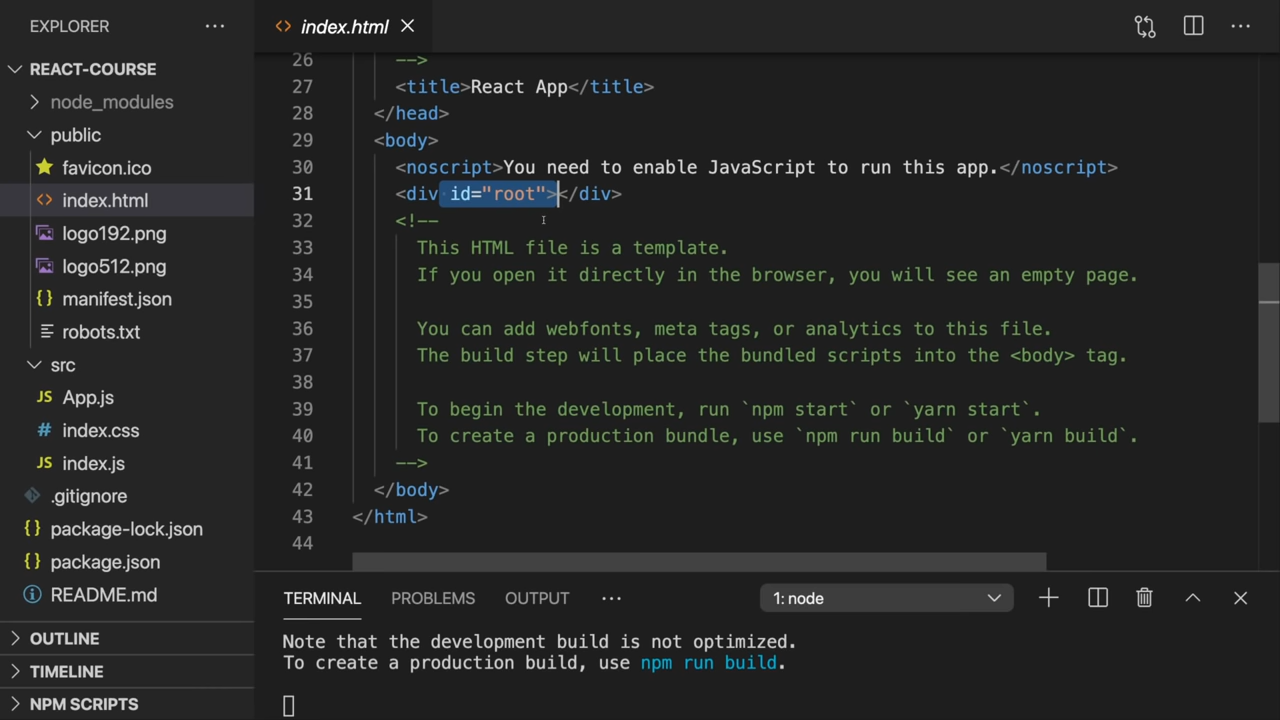 EXPLORER
REACT-COURSE
node_modules
public
favicon.ico
index.html
logo192.png
logo512.png
manifest.json
robots.txt
src
JS App.js
# index.css
JS index.js
.gitignore
{} package-lock.json
{} package.json
README.md
OUTLINE
TIMELINE
NPM SCRIPTS
<> index.html
26 -->
27 <title>React App</title>
28 </head>
29 <body>
30 <noscript>You need to enable JavaScript to run this app.</noscript>
31 <div id="root"></div>
32 <!--
33 This HTML file is a template.
34 If you open it directly in the browser, you will see an empty page.
35
36 You can add webfonts, meta tags, or analytics to this file.
37 The build step will place the bundled scripts into the <body> tag.
38
39 To begin the development, run `npm start` or `yarn start`.
40 To create a production bundle, use `npm run build` or `yarn build`.
41 -->
42 </body>
43 </html>
44
TERMINAL PROBLEMS OUTPUT ··· 1: node
Note that the development build is not optimized.
To create a production build, use npm run build.